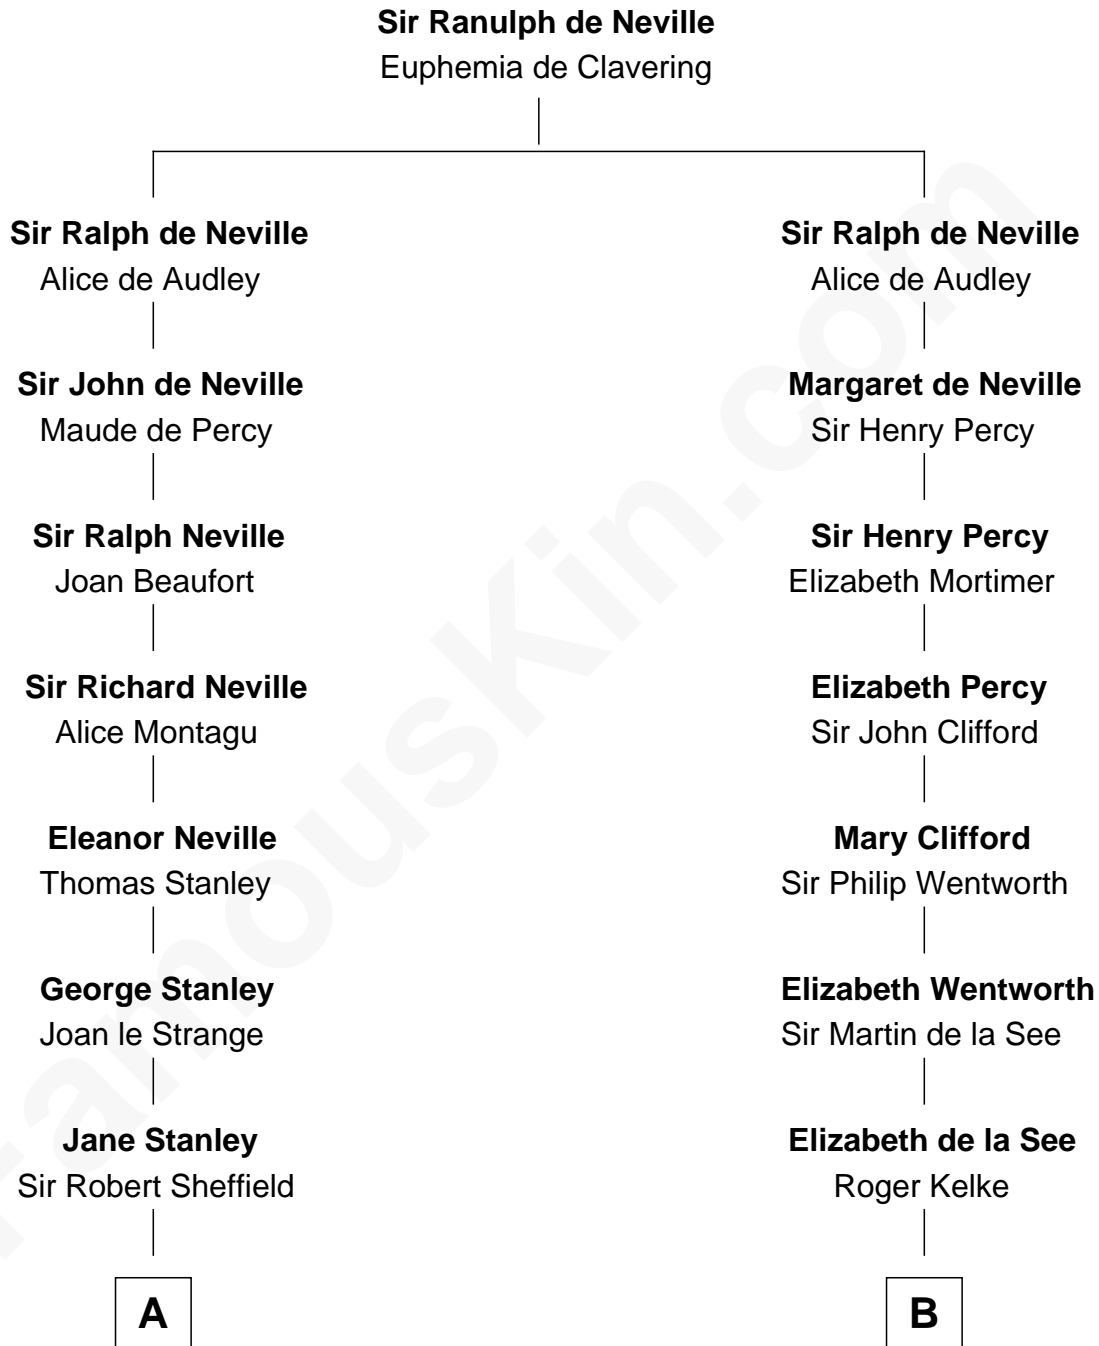 Sir Ranulph de Neville
Euphemia de Clavering
Sir Ralph de Neville
Alice de Audley
Sir John de Neville
Maude de Percy
Sir Ralph Neville
Joan Beaufort
Sir Richard Neville
Alice Montagu
Eleanor Neville
Thomas Stanley
George Stanley
Joan le Strange
Jane Stanley
Sir Robert Sheffield
A
Sir Ralph de Neville
Alice de Audley
Margaret de Neville
Sir Henry Percy
Sir Henry Percy
Elizabeth Mortimer
Elizabeth Percy
Sir John Clifford
Mary Clifford
Sir Philip Wentworth
Elizabeth Wentworth
Sir Martin de la See
Elizabeth de la See
Roger Kelke
B
FamousKin.com